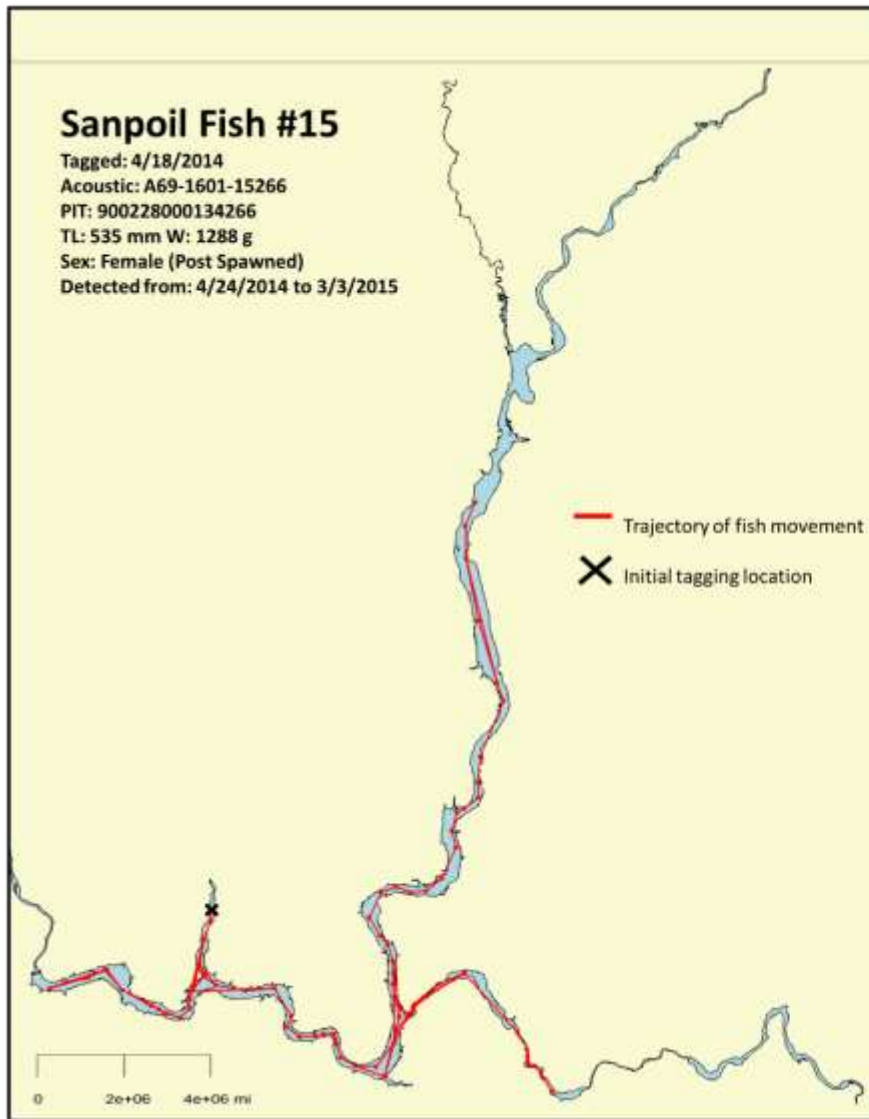 Sanpoil Fish #15
Tagged: 4/18/2014
Acoustic: A69-1601-15266
PIT: 900228000134266
TL: 535 mm W: 1288 g
Sex: Female (Post Spawned)
Detected from: 4/24/2014 to 3/3/2015
Trajectory of fish movement
Initial tagging location
0 2e+06 4e+06 mi